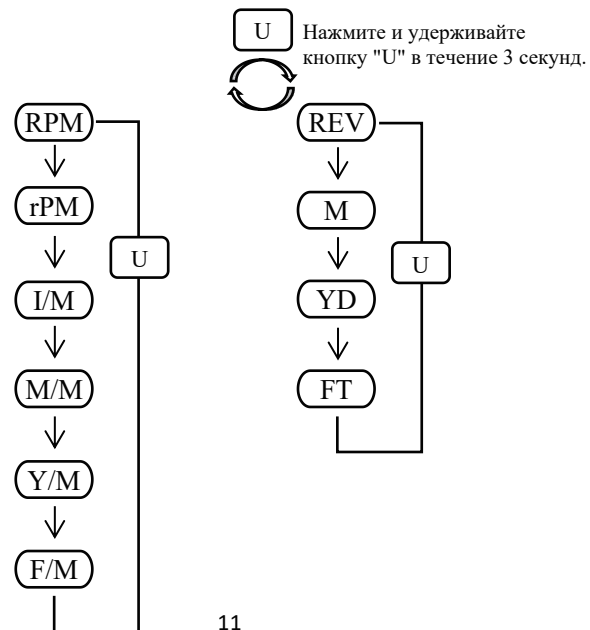 U
Нажмите и удерживайте
кнопку "U" в течение 3 секунд.
RPM
rPM
I/M
M/M
Y/M
F/M
U
REV
M
YD
FT
U
11